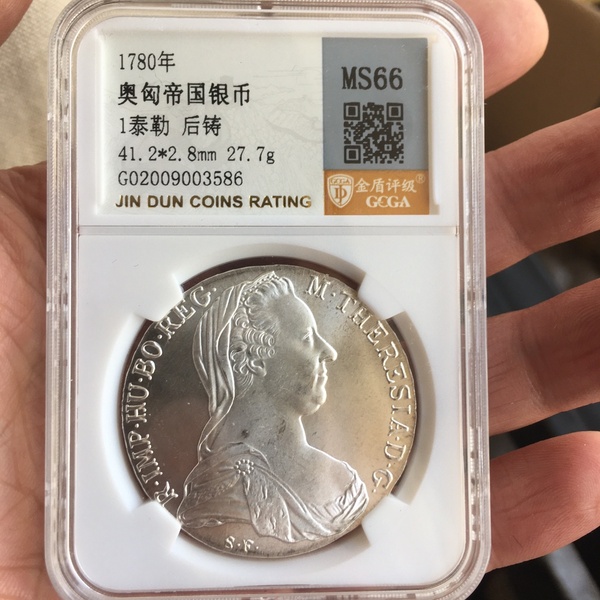 1780年
奥匈帝国银币
1泰勒 后铸
41.2*2.8mm 27.7g
G02009003586
JIN DUN COINS RATING
MS66
金盾评级®
GCGA
R·IMP·HU·BO·REG·
M·THERESIA·D·G·
S·F·